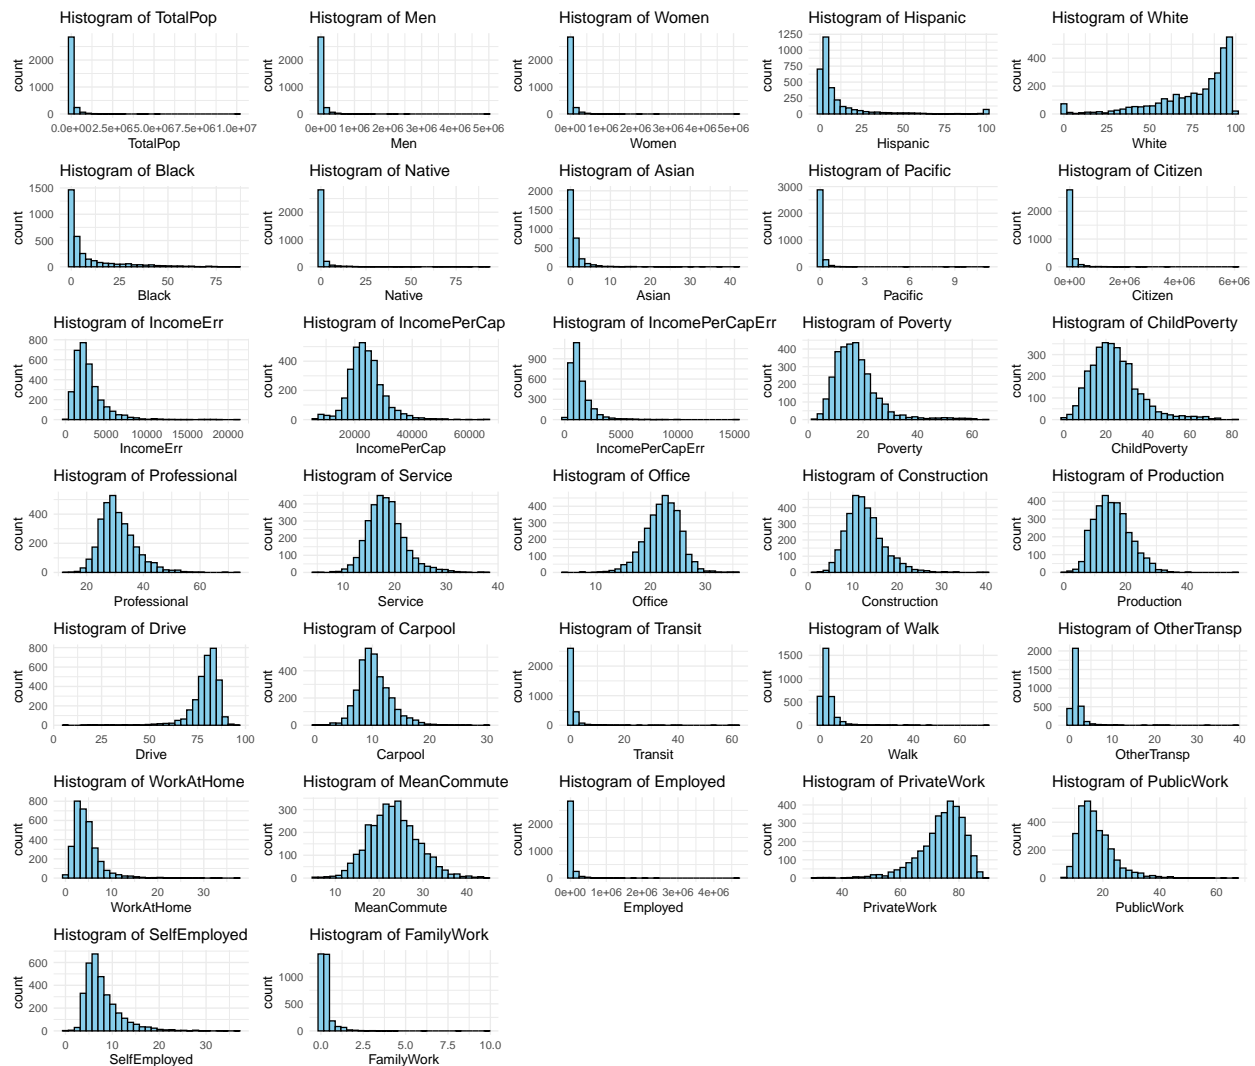 Histogram of TotalPop
count
2000
1000
0
0.0e+002.5e+065.0e+067.5e+061.0e+07
TotalPop
Histogram of Men
count
2000
1000
0
0e+00 1e+06 2e+06 3e+06 4e+06 5e+06
Men
Histogram of Women
count
2000
1000
0
0e+00 1e+06 2e+06 3e+06 4e+06 5e+06
Women
Histogram of Hispanic
count
1250
1000
750
500
250
0
0 25 50 75 100
Hispanic
Histogram of White
count
400
200
0
0 25 50 75 100
White
Histogram of Black
count
1500
1000
500
0
0 25 50 75
Black
Histogram of Native
count
2000
1000
0
0 25 50 75
Native
Histogram of Asian
count
2000
1500
1000
500
0
0 10 20 30 40
Asian
Histogram of Pacific
count
3000
2000
1000
0
0 3 6 9
Pacific
Histogram of Citizen
count
2000
1000
0
0e+00 2e+06 4e+06 6e+06
Citizen
Histogram of IncomeErr
count
800
600
400
200
0
0 5000 10000 15000 20000
IncomeErr
Histogram of IncomePerCap
count
400
200
0
20000 40000 60000
IncomePerCap
Histogram of IncomePerCapErr
count
900
600
300
0
0 5000 10000 15000
IncomePerCapErr
Histogram of Poverty
count
400
300
200
100
0
0 20 40 60
Poverty
Histogram of ChildPoverty
count
300
200
100
0
0 20 40 60 80
ChildPoverty
Histogram of Professional
count
400
200
0
20 40 60
Professional
Histogram of Service
count
400
300
200
100
0
10 20 30
Service
Histogram of Office
count
400
300
200
100
0
10 20 30
Office
Histogram of Construction
count
400
300
200
100
0
0 10 20 30 40
Construction
Histogram of Production
count
400
300
200
100
0
0 20 40
Production
Histogram of Drive
count
800
600
400
200
0
0 25 50 75 100
Drive
Histogram of Carpool
count
400
200
0
0 10 20 30
Carpool
Histogram of Transit
count
2000
1000
0
0 20 40 60
Transit
Histogram of Walk
count
1500
1000
500
0
0 20 40 60
Walk
Histogram of OtherTransp
count
2000
1500
1000
500
0
0 10 20 30 40
OtherTransp
Histogram of WorkAtHome
count
800
600
400
200
0
0 10 20 30
WorkAtHome
Histogram of MeanCommute
count
300
200
100
0
10 20 30 40
MeanCommute
Histogram of Employed
count
2000
1000
0
0e+00 1e+06 2e+06 3e+06 4e+06
Employed
Histogram of PrivateWork
count
400
300
200
100
0
40 60 80
PrivateWork
Histogram of PublicWork
count
400
200
0
20 40 60
PublicWork
Histogram of SelfEmployed
count
600
400
200
0
0 10 20 30
SelfEmployed
Histogram of FamilyWork
count
1000
500
0
0.0 2.5 5.0 7.5 10.0
FamilyWork